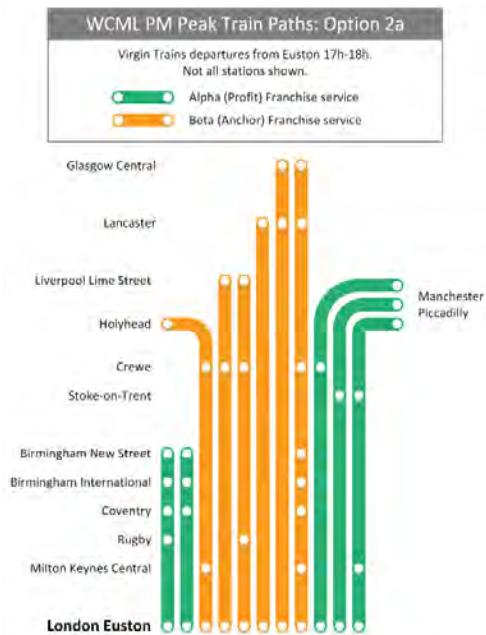 WCML PM Peak Train Paths: Option 2a
Virgin Trains departures from Euston 17h-18h.
Not all stations shown.
Alpha (Profit) Franchise service
Beta (Anchor) Franchise service
Glasgow Central
Lancaster
Liverpool Lime Street
Manchester
Piccadilly
Holyhead
Crewe
Stoke-on-Trent
Birmingham New Street
Birmingham International
Coventry
Rugby
Milton Keynes Central
London Euston